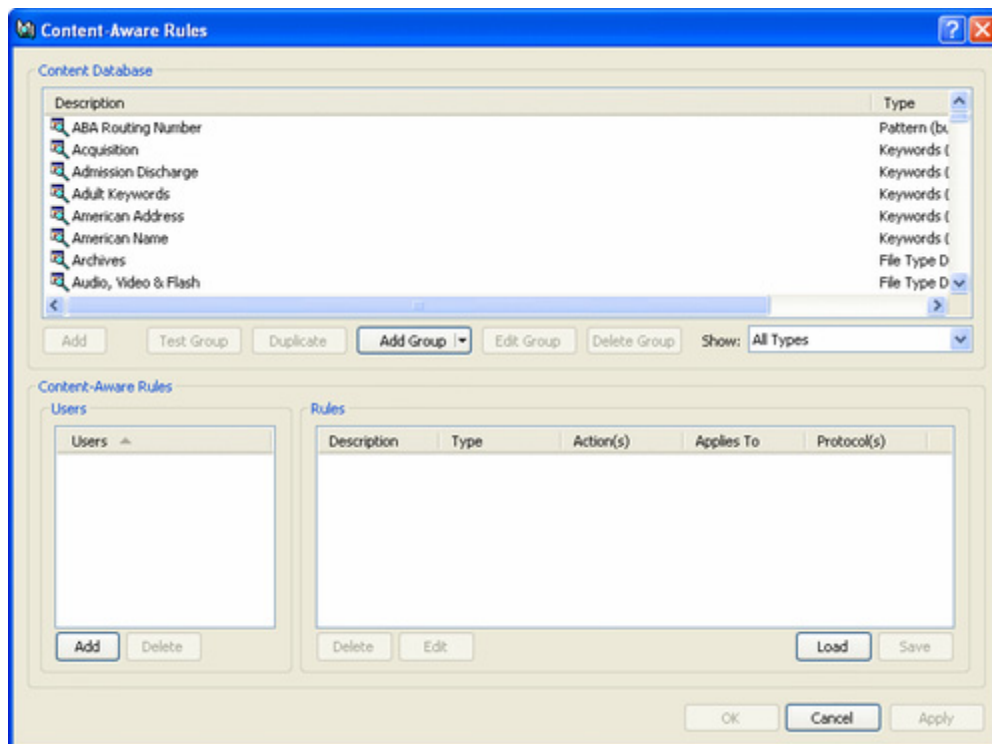 Content-Aware Rules
Content Database
Description Type
ABA Routing Number Pattern (bu
Acquisition Keywords (
Admission Discharge Keywords (
Adult Keywords Keywords (
American Address Keywords (
American Name Keywords (
Archives File Type D
Audio, Video & Flash File Type D
Add Test Group Duplicate Add Group Edit Group Delete Group Show: All Types
Content-Aware Rules
Users Rules
Users Description Type Action(s) Applies To Protocol(s)
Add Delete Delete Edit Load Save
OK Cancel Apply